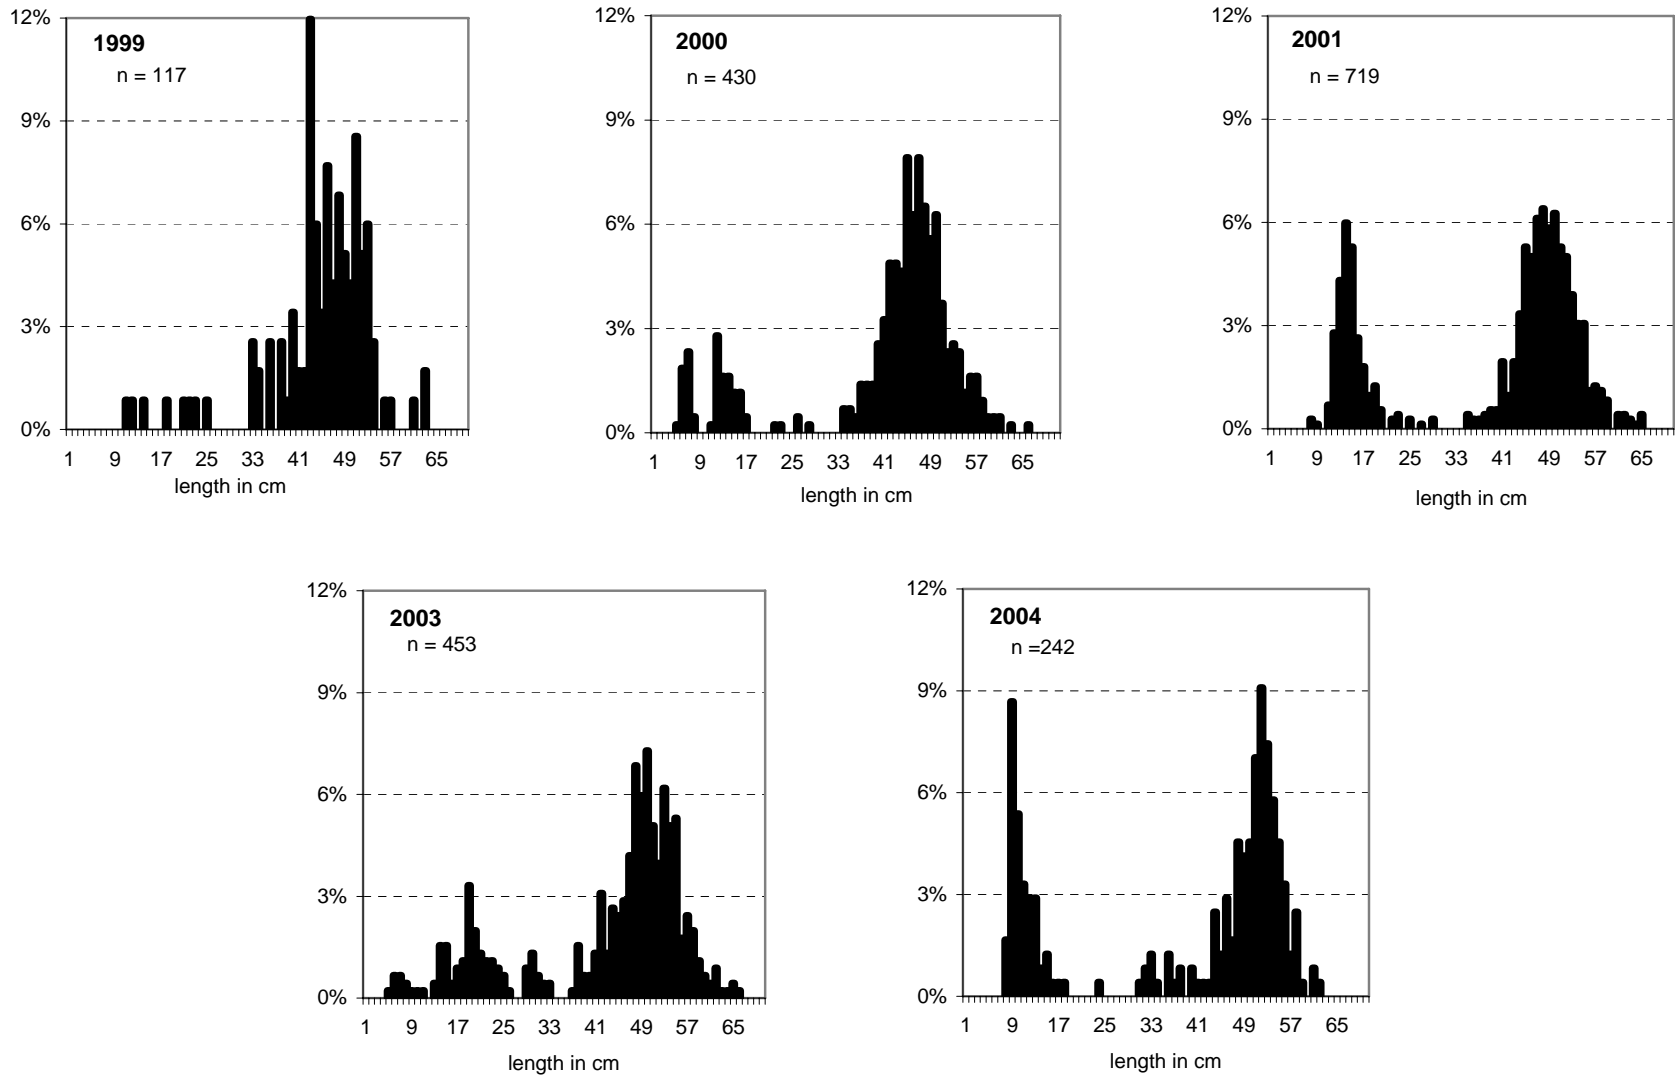 12%
1999
n = 117
9%
6%
3%
0%
1 9 17 25 33 41 49 57 65
length in cm
12%
2000
n = 430
9%
6%
3%
0%
1 9 17 25 33 41 49 57 65
length in cm
12%
2001
n = 719
9%
6%
3%
0%
1 9 17 25 33 41 49 57 65
length in cm
12%
2003
n = 453
9%
6%
3%
0%
1 9 17 25 33 41 49 57 65
length in cm
12%
2004
n =242
9%
6%
3%
0%
1 9 17 25 33 41 49 57 65
length in cm